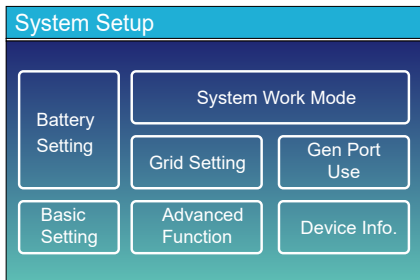 System Setup
Battery
Setting
System Work Mode
Grid Setting
Gen Port
Use
Basic
Setting
Advanced
Function
Device Info.